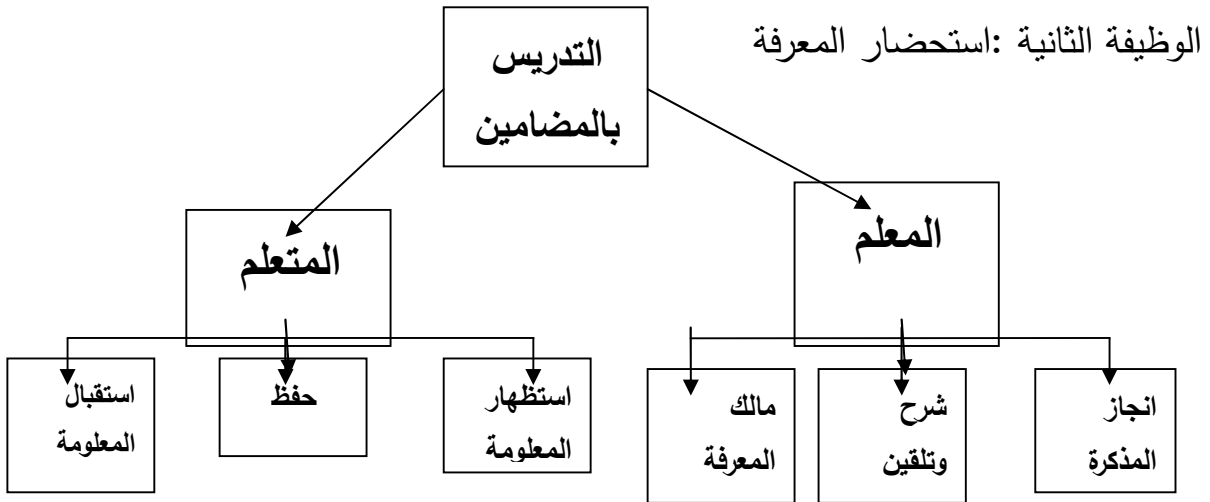 الوظيفة الثانية :استحضار المعرفة
التدريس
بالمضامين
المعلم
المتعلم
انجاز
المذكرة
شرح
وتلقين
مالك
المعرفة
استظهار
المعلومة
حفظ
استقبال
المعلومة